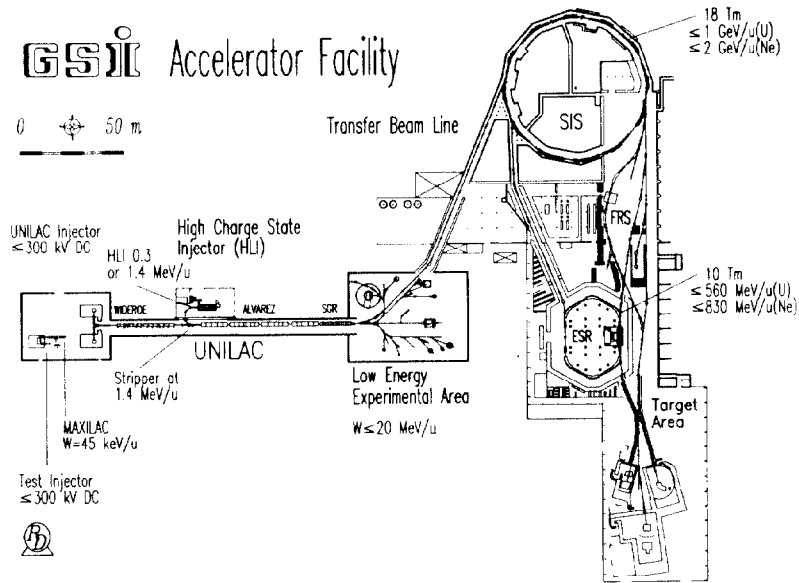 GSI Accelerator Facility
0 50 m
18 Tm
≤ 1 GeV/u(U)
≤ 2 GeV/u(Ne)
Transfer Beam Line
SIS
UNILAC Injector
≤300 kV DC
High Charge State
Injector (HLI)
HLI 0.3
or 1.4 MeV/u
FRS
10 Tm
≤560 MeV/u(U)
≤830 MeV/u(Ne)
WIDEROE
ALVAREZ
SGR
UNILAC
ESR
Stripper at
1.4 MeV/u
Low Energy
Experimental Area
W≤20 MeV/u
Target
Area
MAXILAC
W=45 keV/u
Test Injector
≤300 kV DC
RD